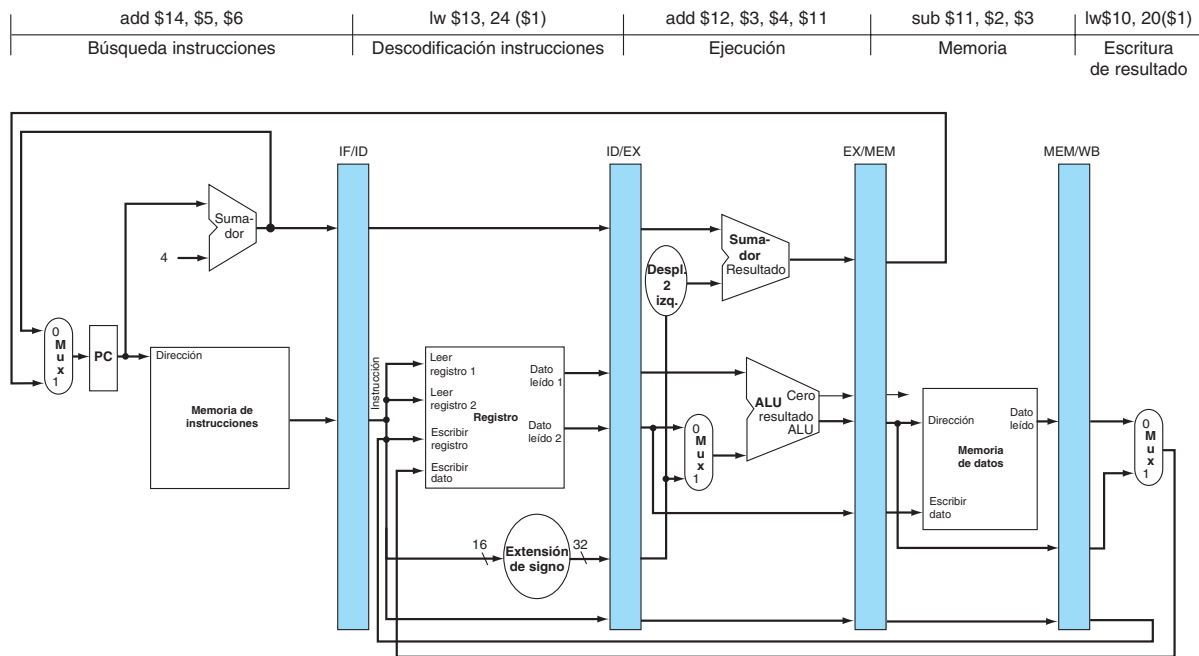 add $14, $5, $6
lw $13, 24 ($1)
add $12, $3, $4, $11
sub $11, $2, $3
lw$10, 20($1)
Búsqueda instrucciones
Descodificación instrucciones
Ejecución
Memoria
Escritura
de resultado
IF/ID
ID/EX
EX/MEM
MEM/WB
Suma-
dor
4
Suma-
dor
Resultado
Despl.
2
izq.
0
M
u
x
1
PC
Dirección
Memoria de
instrucciones
Instrucción
Leer
registro 1
Leer
registro 2
Escribir
registro
Escribir
dato
Registro
Dato
leído 1
Dato
leído 2
0
M
u
x
1
ALU
Cero
resultado
ALU
Dirección
Dato
leído
Memoria
de datos
Escribir
dato
0
M
u
x
1
16
Extensión
de signo
32